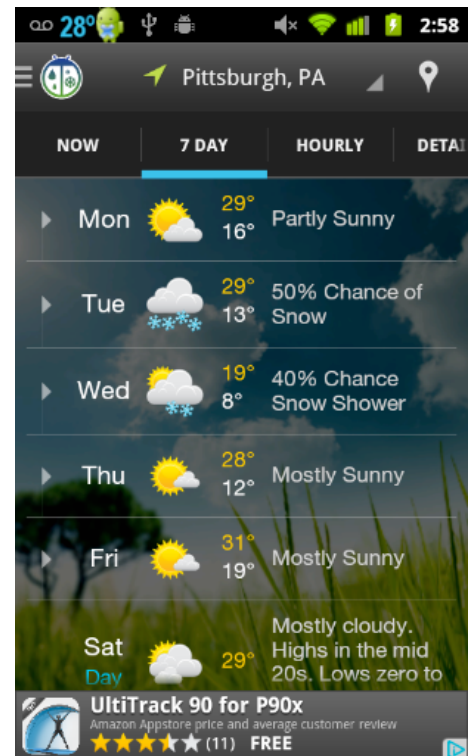 28° 2:58
Pittsburgh, PA
NOW 7 DAY HOURLY DETAI
Mon 29° 16° Partly Sunny
Tue 29° 13° 50% Chance of
Snow
Wed 19° 8° 40% Chance
Snow Shower
Thu 28° 12° Mostly Sunny
Fri 31° 19° Mostly Sunny
Sat
Day
29°
Mostly cloudy.
Highs in the mid
20s. Lows zero to
UltiTrack 90 for P90x
Amazon Appstore price and average customer review
(11) FREE